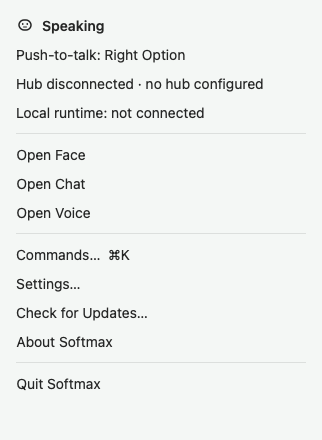 Speaking
Push-to-talk: Right Option
Hub disconnected · no hub configured
Local runtime: not connected
Open Face
Open Chat
Open Voice
Commands... ⌘K
Settings...
Check for Updates...
About Softmax
Quit Softmax